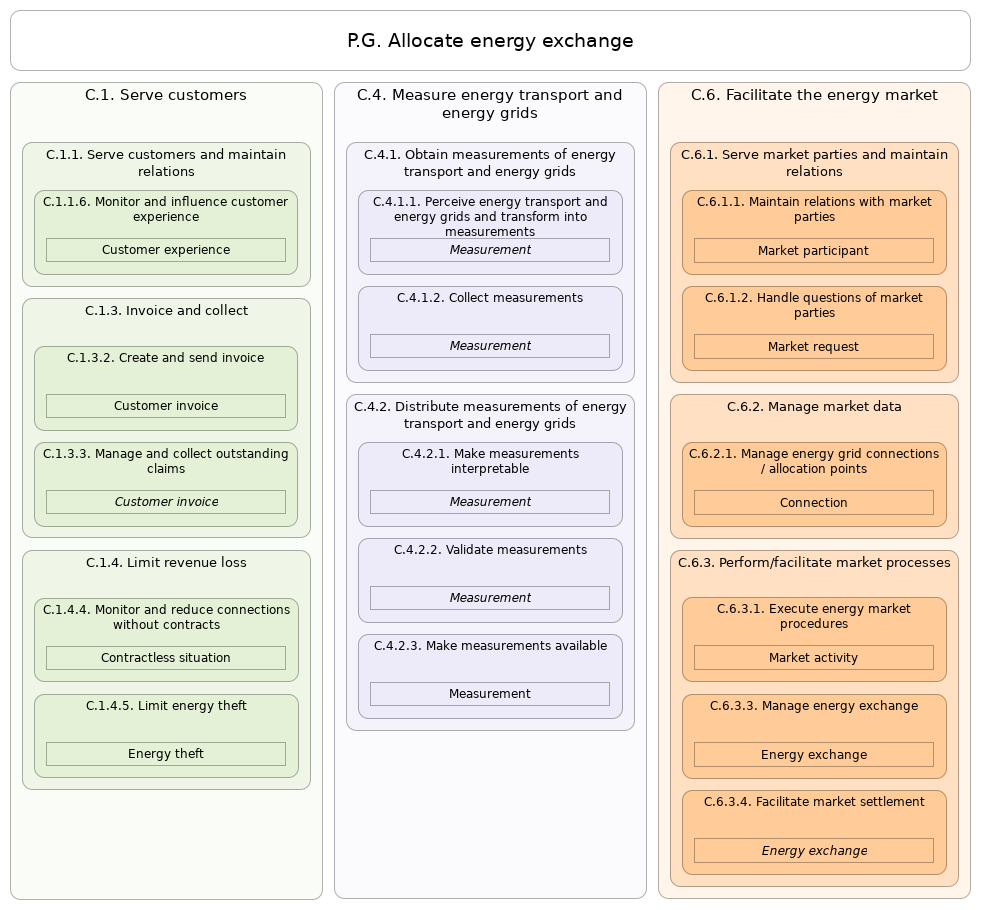 P.G. Allocate energy exchange
C.1. Serve customers
C.1.1. Serve customers and maintain
relations
C.1.1.6. Monitor and influence customer
experience
Customer experience
C.1.3. Invoice and collect
C.1.3.2. Create and send invoice
Customer invoice
C.1.3.3. Manage and collect outstanding
claims
Customer invoice
C.1.4. Limit revenue loss
C.1.4.4. Monitor and reduce connections
without contracts
Contractless situation
C.1.4.5. Limit energy theft
Energy theft
C.4. Measure energy transport and
energy grids
C.4.1. Obtain measurements of energy
transport and energy grids
C.4.1.1. Perceive energy transport and
energy grids and transform into
measurements
Measurement
C.4.1.2. Collect measurements
Measurement
C.4.2. Distribute measurements of energy
transport and energy grids
C.4.2.1. Make measurements
interpretable
Measurement
C.4.2.2. Validate measurements
Measurement
C.4.2.3. Make measurements available
Measurement
C.6. Facilitate the energy market
C.6.1. Serve market parties and maintain
relations
C.6.1.1. Maintain relations with market
parties
Market participant
C.6.1.2. Handle questions of market
parties
Market request
C.6.2. Manage market data
C.6.2.1. Manage energy grid connections
/ allocation points
Connection
C.6.3. Perform/facilitate market processes
C.6.3.1. Execute energy market
procedures
Market activity
C.6.3.3. Manage energy exchange
Energy exchange
C.6.3.4. Facilitate market settlement
Energy exchange